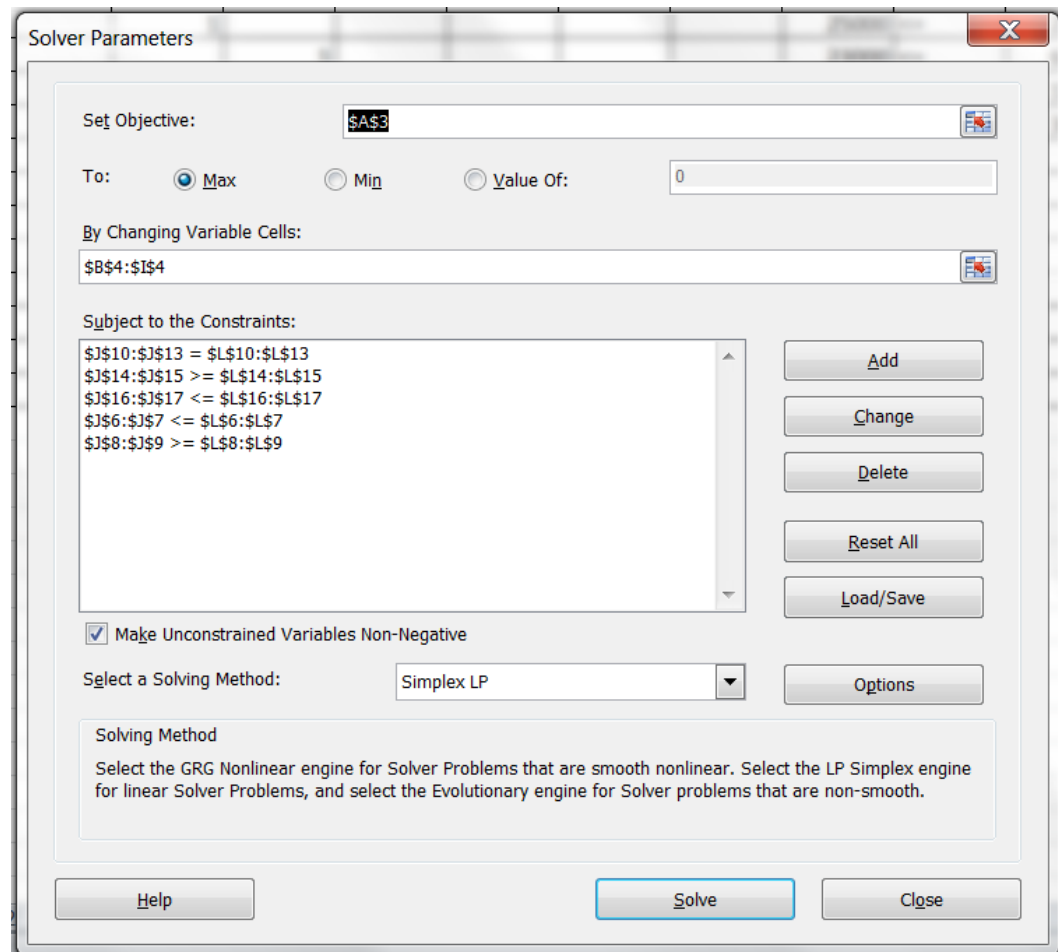 Solver Parameters
X
Set Objective:
$A$3
To:
Max
Min
Value Of:
0
By Changing Variable Cells:
$B$4:$I$4
Subject to the Constraints:
$J$10:$J$13 = $L$10:$L$13
$J$14:$J$15 >= $L$14:$L$15
$J$16:$J$17 <= $L$16:$L$17
$J$6:$J$7 <= $L$6:$L$7
$J$8:$J$9 >= $L$8:$L$9
Add
Change
Delete
Reset All
Load/Save
Make Unconstrained Variables Non-Negative
Select a Solving Method:
Simplex LP
Options
Solving Method
Select the GRG Nonlinear engine for Solver Problems that are smooth nonlinear. Select the LP Simplex engine
for linear Solver Problems, and select the Evolutionary engine for Solver problems that are non-smooth.
Help
Solve
Close